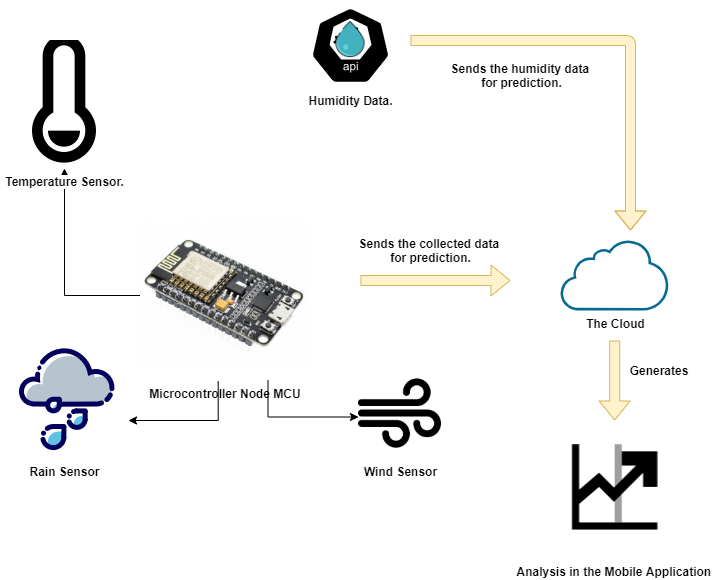 api
Humidity Data.
Sends the humidity data
for prediction.
Temperature Sensor.
Sends the collected data
for prediction.
The Cloud
Generates
Microcontroller Node MCU
Rain Sensor
Wind Sensor
Analysis in the Mobile Application